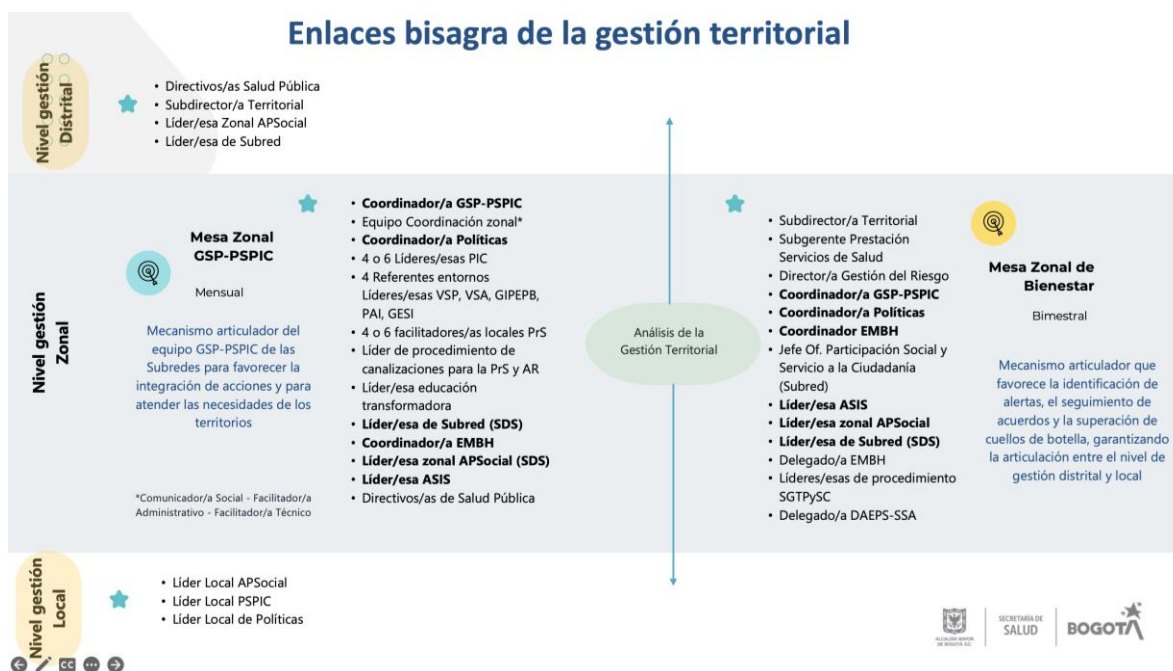 Enlaces bisagra de la gestión territorial
Nivel gestión
Distrital
• Directivos/as Salud Pública
• Subdirector/a Territorial
• Líder/esa Zonal APSocial
• Líder/esa de Subred
Nivel gestión
Zonal
Mesa Zonal
GSP-PSPIC
Mensual
Mecanismo articulador del
equipo GSP-PSPIC de las
Subredes para favorecer la
integración de acciones y para
atender las necesidades de los
territorios
*Comunicador/a Social - Facilitador/a
Administrativo - Facilitador/a Técnico
• Coordinador/a GSP-PSPIC
• Equipo Coordinación zonal*
• Coordinador/a Políticas
• 4 o 6 Líderes/esas PIC
• 4 Referentes entornos
Líderes/esas VSP, VSA, GIPEPB,
PAI, GESI
• 4 o 6 facilitadores/as locales PrS
• Líder de procedimiento de
canalizaciones para la PrS y AR
• Líder/esa educación
transformadora
• Líder/esa de Subred (SDS)
• Coordinador/a EMBH
• Líder/esa zonal APSocial (SDS)
• Líder/esa ASIS
• Directivos/as de Salud Pública
Análisis de la
Gestión Territorial
• Subdirector/a Territorial
• Subgerente Prestación
Servicios de Salud
• Director/a Gestión del Riesgo
• Coordinador/a GSP-PSPIC
• Coordinador/a Políticas
• Coordinador EMBH
• Jefe Of. Participación Social y
Servicio a la Ciudadanía
(Subred)
• Líder/esa ASIS
• Líder/esa zonal APSocial
• Líder/esa de Subred (SDS)
• Delegado/a EMBH
• Líderes/esas de procedimiento
SGTPySC
• Delegado/a DAEPS-SSA
Mesa Zonal de
Bienestar
Bimestral
Mecanismo articulador que
favorece la identificación de
alertas, el seguimiento de
acuerdos y la superación de
cuellos de botella, garantizando
la articulación entre el nivel de
gestión distrital y local
Nivel gestión
Local
• Líder Local APSocial
• Líder Local PSPIC
• Líder Local de Políticas
ALCALDÍA MAYOR
DE BOGOTÁ D.C.
SECRETARÍA DE
SALUD
BOGOTÁ
CC